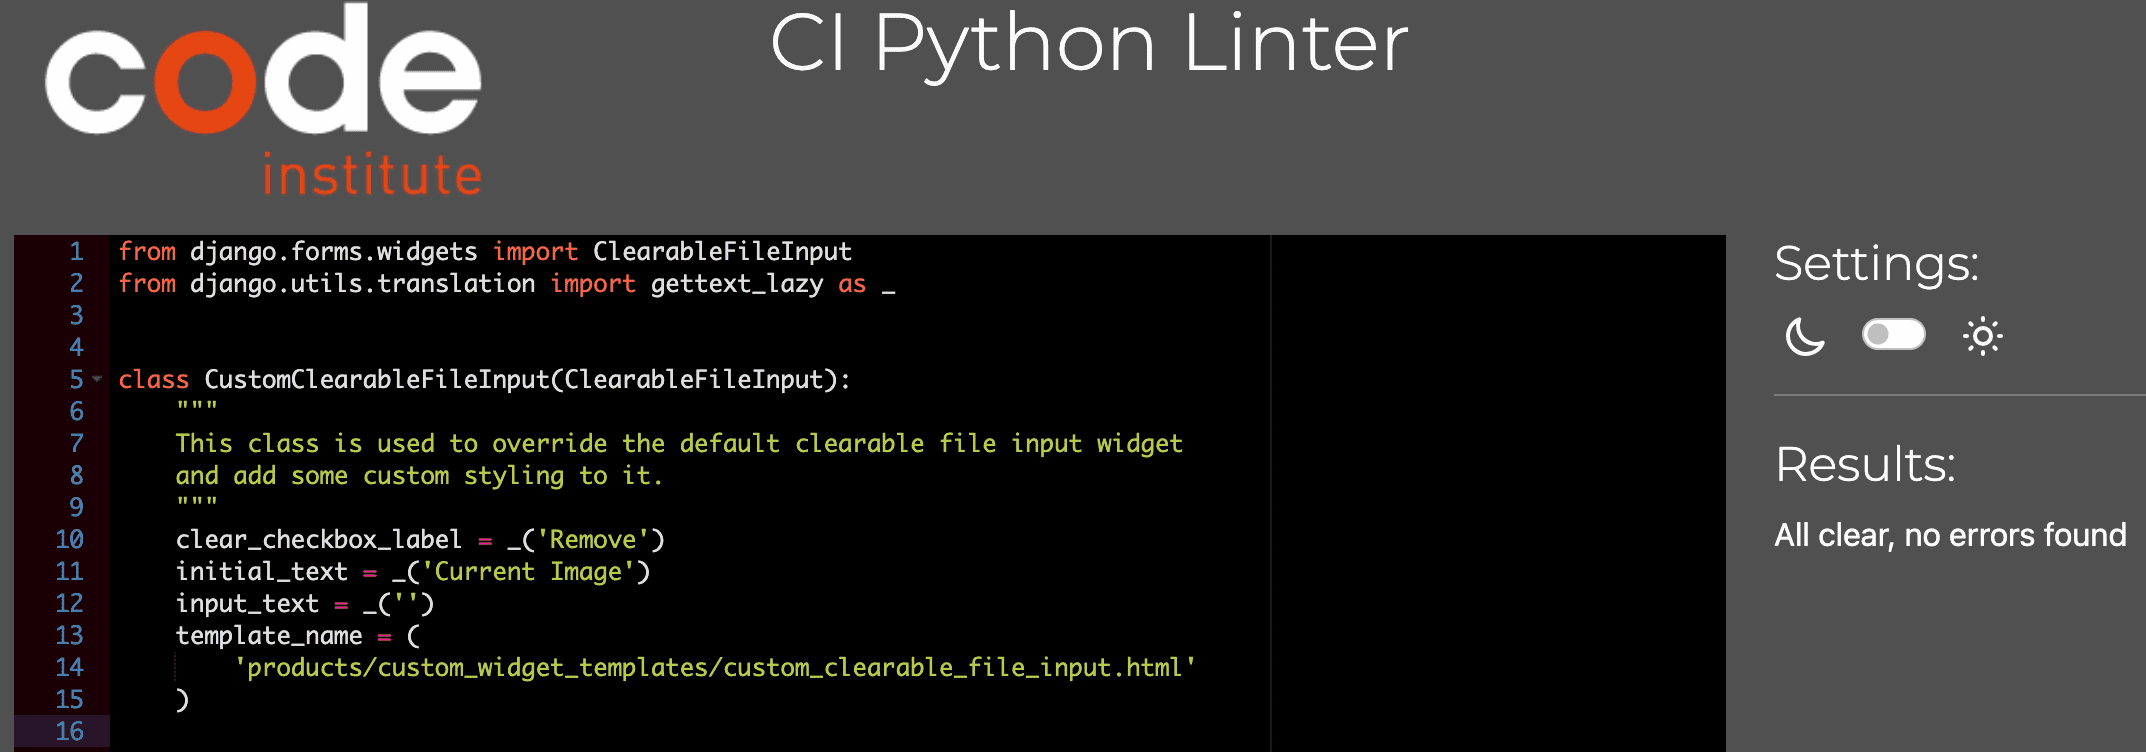 code
institute
CI Python Linter
1 from django.forms.widgets import ClearableFileInput
2 from django.utils.translation import gettext_lazy as _
3
4
5 class CustomClearableFileInput(ClearableFileInput):
6     """
7     This class is used to override the default clearable file input widget
8     and add some custom styling to it.
9     """
10     clear_checkbox_label = _('Remove')
11     initial_text = _('Current Image')
12     input_text = _('')
13     template_name = (
14         'products/custom_widget_templates/custom_clearable_file_input.html'
15     )
16
Settings:
Results:
All clear, no errors found